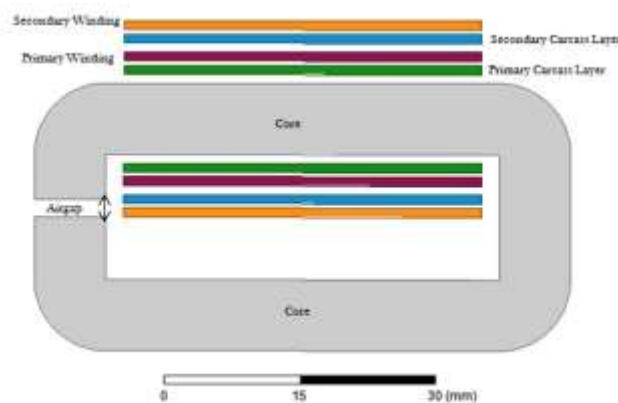 Secondary Winding
Secondary Carcass Layer
Primary Winding
Primary Carcass Layer
Core
Airgap
Core
0 15 30 (mm)